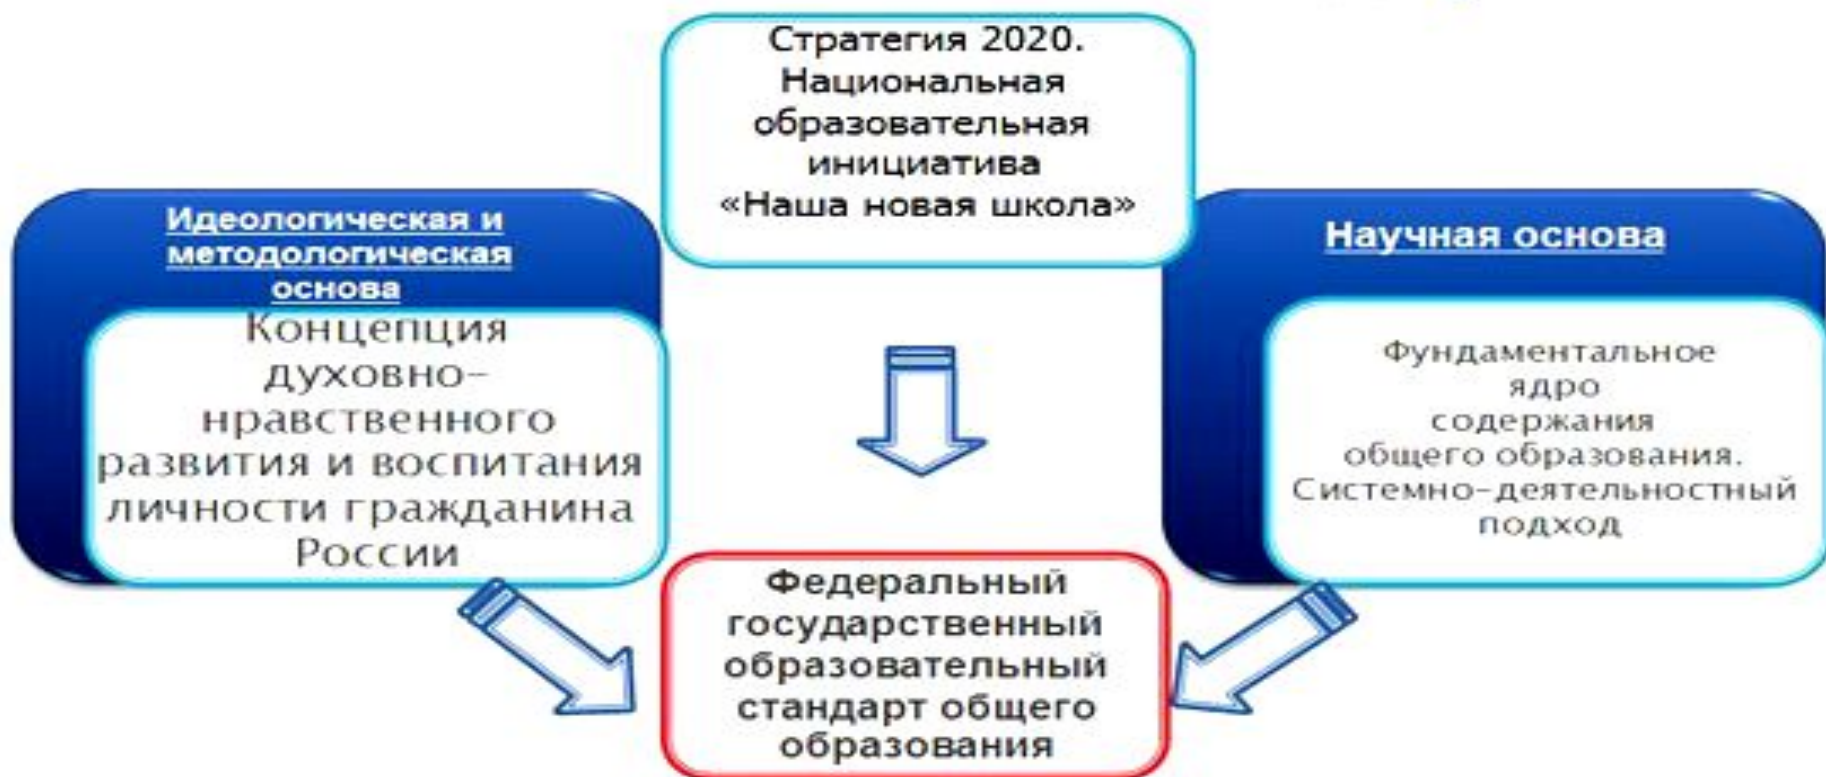 Стратегия 2020.
Национальная
образовательная
инициатива
«Наша новая школа»
Идеологическая и
методологическая
основа
Концепция
духовно-
нравственного
развития и воспитания
личности гражданина
России
Научная основа
Фундаментальное
ядро
содержания
общего образования.
Системно-деятельностный
подход
Федеральный
государственный
образовательный
стандарт общего
образования